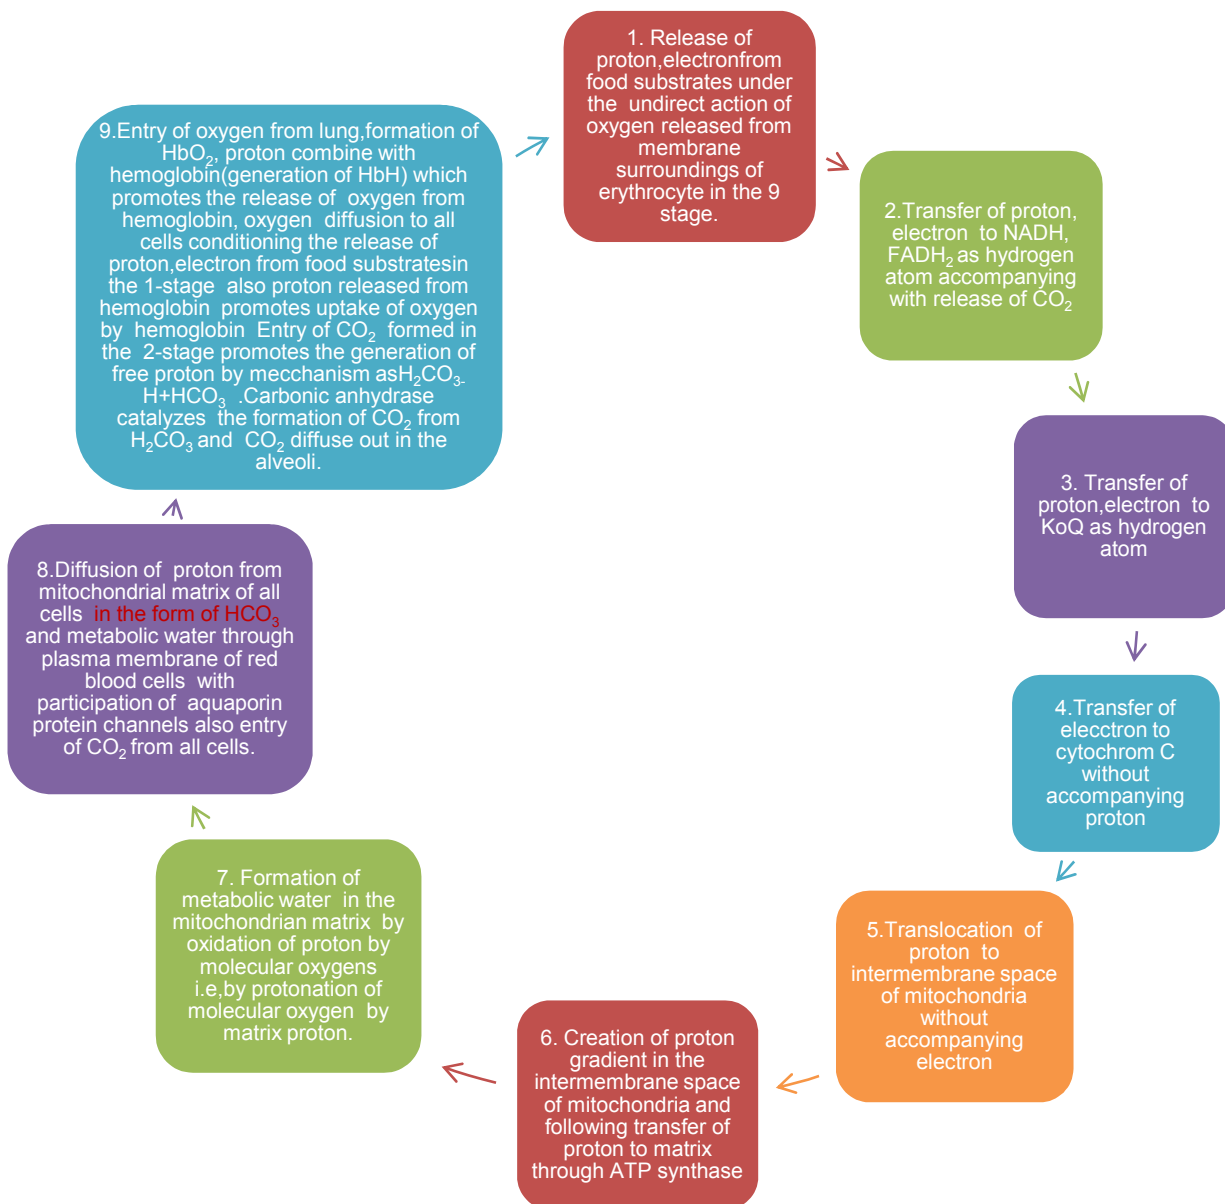 1. Release of
proton,electronfrom
food substrates under
the undirect action of
oxygen released from
membrane
surroundings of
erythrocyte in the 9
stage.
2.Transfer of proton,
electron to NADH,
FADH₂ as hydrogen
atom accompanying
with release of CO₂
3. Transfer of
proton,electron to
KoQ as hydrogen
atom
4.Transfer of
elecctron to
cytochrom C
without
accompanying
proton
5.Translocation of
proton to
intermembrane space
of mitochondria
without
accompanying
electron
6. Creation of proton
gradient in the
intermembrane space
of mitochondria and
following transfer of
proton to matrix
through ATP synthase
7. Formation of
metabolic water in the
mitochondrian matrix by
oxidation of proton by
molecular oxygens
i.e,by protonation of
molecular oxygen by
matrix proton.
8.Diffusion of proton from
mitochondrial matrix of all
cells in the form of HCO₃
and metabolic water through
plasma membrane of red
blood cells with
participation of aquaporin
protein channels also entry
of CO₂ from all cells.
9.Entry of oxygen from lung,formation of
HbO₂, proton combine with
hemoglobin(generation of HbH) which
promotes the release of oxygen from
hemoglobin, oxygen diffusion to all
cells conditioning the release of
proton,electron from food substratesin
the 1-stage also proton released from
hemoglobin promotes uptake of oxygen
by hemoglobin Entry of CO₂ formed in
the 2-stage promotes the generation of
free proton by mecchanism asH₂CO₃-
H+HCO₃ .Carbonic anhydrase
catalyzes the formation of CO₂ from
H₂CO₃ and CO₂ diffuse out in the
alveoli.